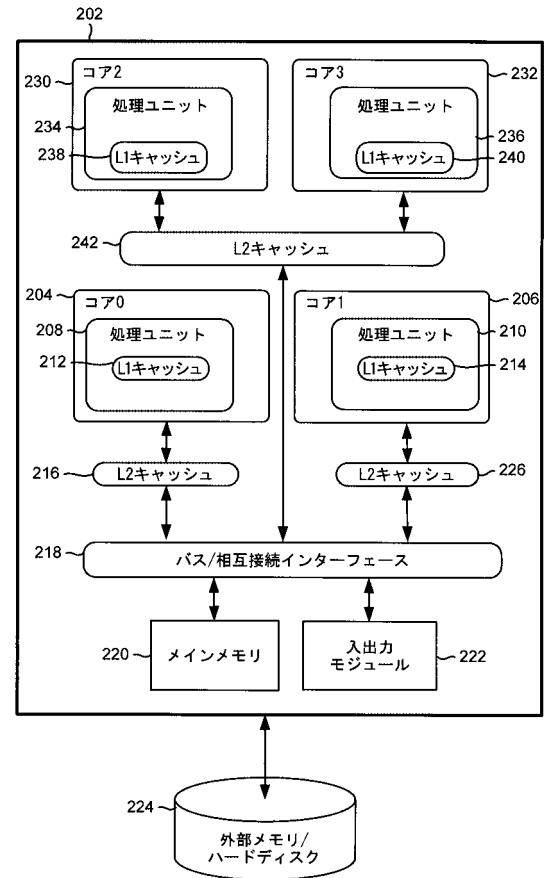 202
コア2
230
処理ユニット
234
L1キャッシュ
238
コア3
232
処理ユニット
236
L1キャッシュ
240
242
L2キャッシュ
204
コア0
208
処理ユニット
212
L1キャッシュ
コア1
206
処理ユニット
210
L1キャッシュ
214
216
L2キャッシュ
L2キャッシュ
226
218
バス/相互接続インターフェース
220
メインメモリ
入出力
モジュール
222
224
外部メモリ/
ハードディスク